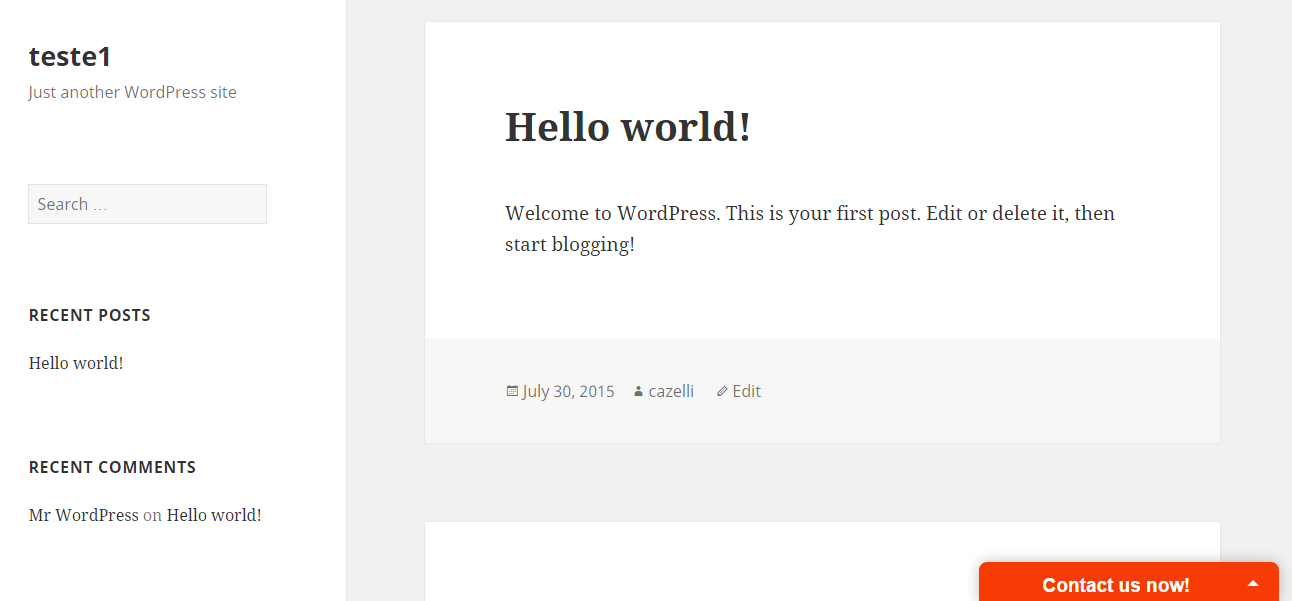 teste1
Just another WordPress site
Search …
RECENT POSTS
Hello world!
RECENT COMMENTS
Mr WordPress on Hello world!
Hello world!
Welcome to WordPress. This is your first post. Edit or delete it, then
start blogging!
July 30, 2015 cazelli Edit
Contact us now!